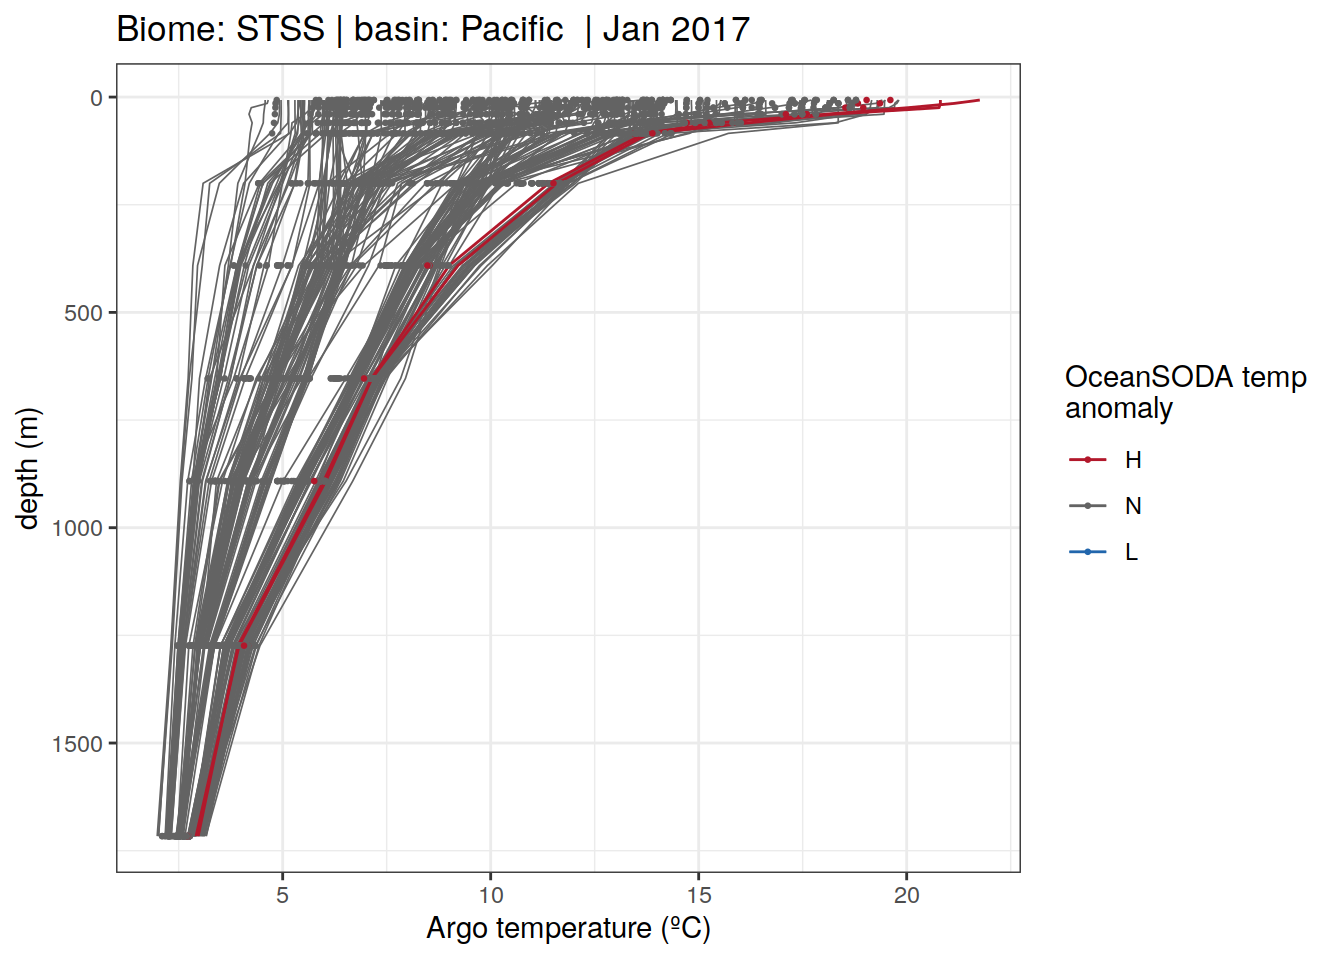 Biome: STSS | basin: Pacific  | Jan 2017
0
500
1000
1500
depth (m)
5
10
15
20
Argo temperature (ºC)
OceanSODA temp
anomaly
H
N
L